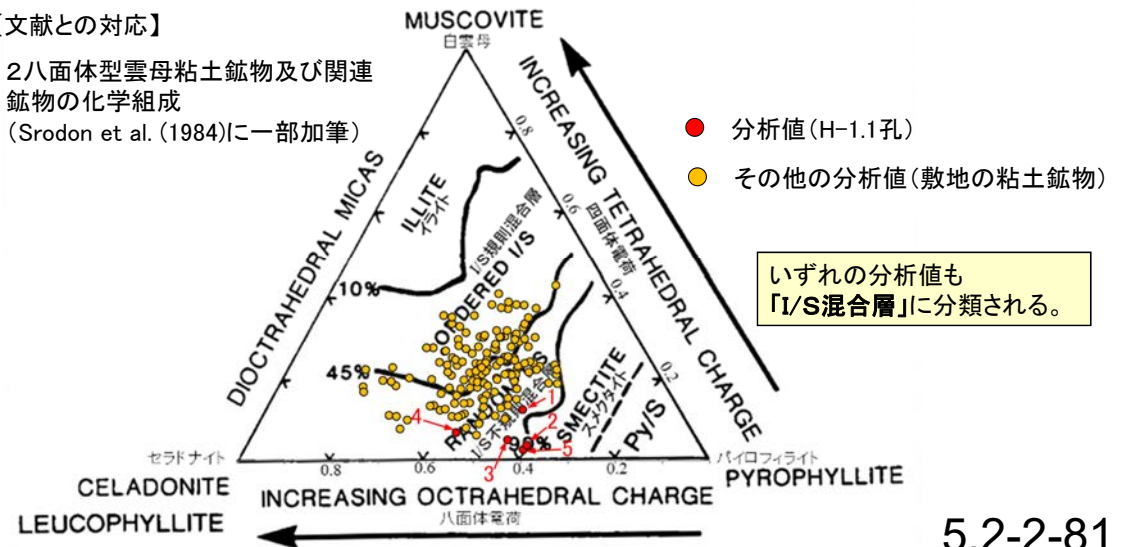 【文献との対応】
2八面体型雲母粘土鉱物及び関連
鉱物の化学組成
(Srodon et al. (1984)に一部加筆)
MUSCOVITE
白雲母
INCREASING TETRAHEDRAL CHARGE
四面体電荷
0.8
0.6
0.4
0.2
DIOCTRAHEDRAL MICAS
ILLITE
イライト
I/S規則混合層
ORDERED I/S
10%
45%
I/S不規則混合層
90%
SMECTITE
スメクタイト
Py/S
1
2
3
4
5
セラドナイト
CELADONITE
LEUCOPHYLLITE
0.8
0.6
0.4
0.2
パイロフィライト
PYROPHYLLITE
INCREASING OCTRAHEDRAL CHARGE
八面体電荷
分析値(H-1.1孔)
その他の分析値(敷地の粘土鉱物)
いずれの分析値も
「I/S混合層」に分類される。
5.2-2-81